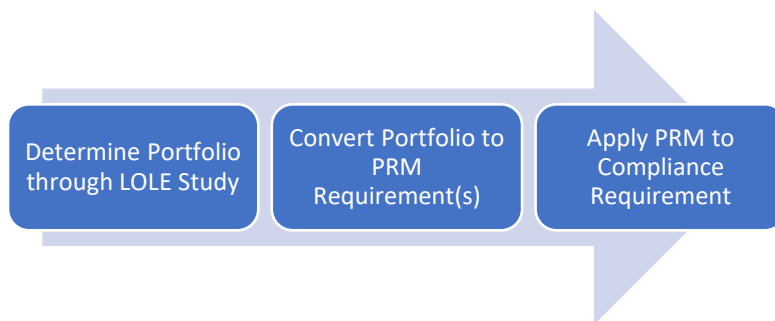 Determine Portfolio
through LOLE Study
Convert Portfolio to
PRM
Requirement(s)
Apply PRM to
Compliance
Requirement